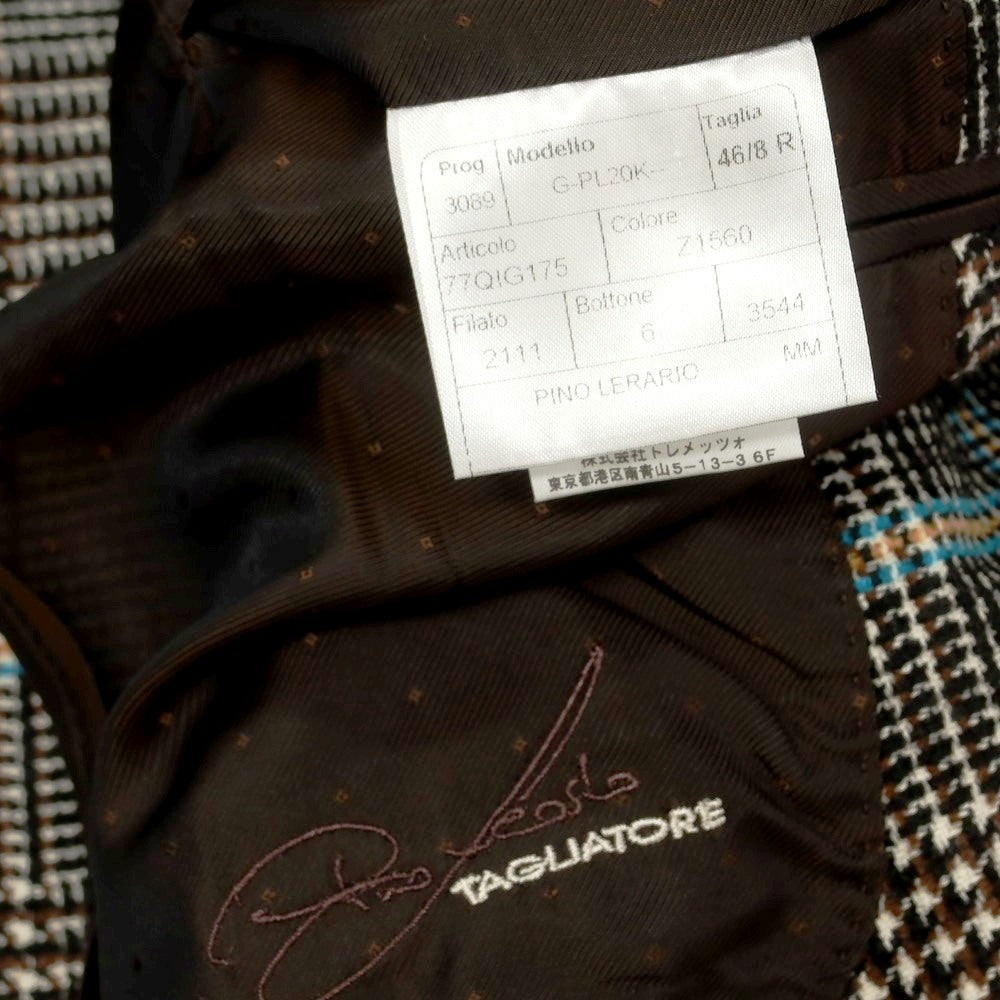 Prog Modello Taglia
3089 G-PL20K-- 46/8 R
Articolo Colore
77QIG175 Z1560
Filato Bottone 3544
2111 6
PINO LERARIO MM
株式会社トレメッツォ
東京都港区南青山5-13-3 6F
Pino Lerario
TAGLIATORE